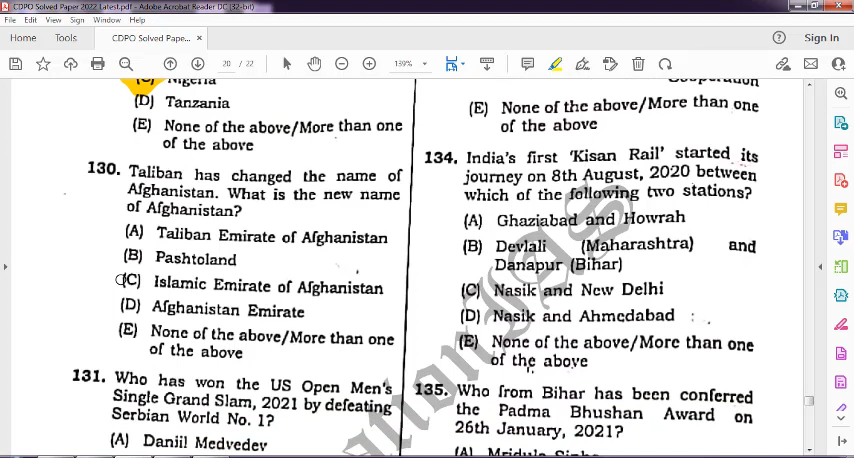 CDPO Solved Paper 2022 Latest.pdf - Adobe Acrobat Reader DC (32-bit)
File Edit View Sign Window Help
Home Tools CDPO Solved Pape... × Sign In
20 / 22 139%
(C) Nigeria
(D) Tanzania
(E) None of the above/More than one
of the above
130. Taliban has changed the name of
Afghanistan. What is the new name
of Afghanistan?
(A) Taliban Emirate of Afghanistan
(B) Pashtoland
(C) Islamic Emirate of Afghanistan
(D) Afghanistan Emirate
(E) None of the above/More than one
of the above
131. Who has won the US Open Men's
Single Grand Slam, 2021 by defeating
Serbian World No. 1?
(A) Daniil Medvedev
Cooperation
(E) None of the above/More than one
of the above
134. India's first 'Kisan Rail' started its
journey on 8th August, 2020 between
which of the following two stations?
(A) Ghaziabad and Howrah
(B) Devlali (Maharashtra) and
Danapur (Bihar)
(C) Nasik and New Delhi
(D) Nasik and Ahmedabad
(E) None of the above/More than one
of the above
135. Who from Bihar has been conferred
the Padma Bhushan Award on
26th January, 2021?
(A) Mridula Sinha